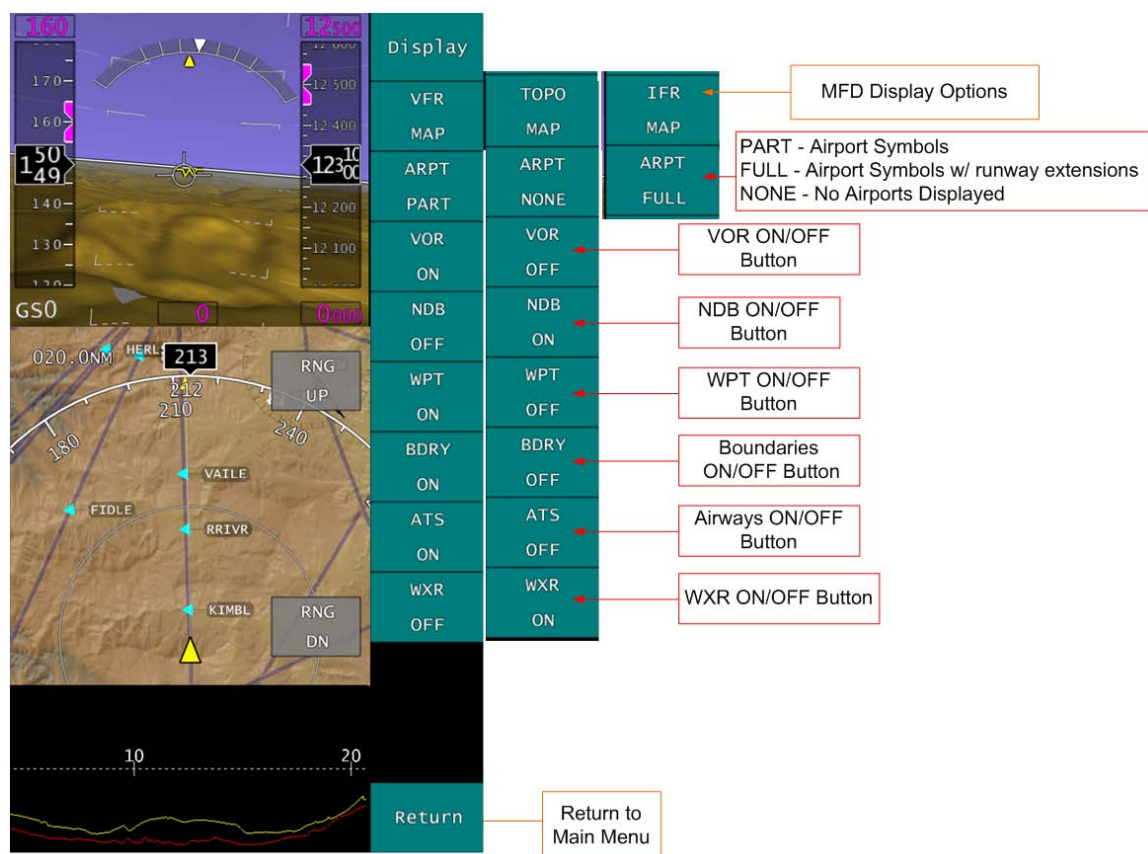 160
12500
170
160
150
49
140
130
120
12 600
12 500
12 400
12310
00
12 200
12 100
GS0
0
0000
020.0NM
HERLS
213
212
210
180
240
RNG
UP
VAILE
FIDLE
RRIVR
KIMBL
RNG
DN
10
20
Display
VFR
MAP
ARPT
PART
VOR
ON
NDB
OFF
WPT
ON
BDRY
ON
ATS
ON
WXR
OFF
Return
TOPO
MAP
ARPT
NONE
VOR
OFF
NDB
ON
WPT
OFF
BDRY
OFF
ATS
OFF
WXR
ON
IFR
MAP
ARPT
FULL
MFD Display Options
PART - Airport Symbols
FULL - Airport Symbols w/ runway extensions
NONE - No Airports Displayed
VOR ON/OFF
Button
NDB ON/OFF
Button
WPT ON/OFF
Button
Boundaries
ON/OFF Button
Airways ON/OFF
Button
WXR ON/OFF Button
Return to
Main Menu